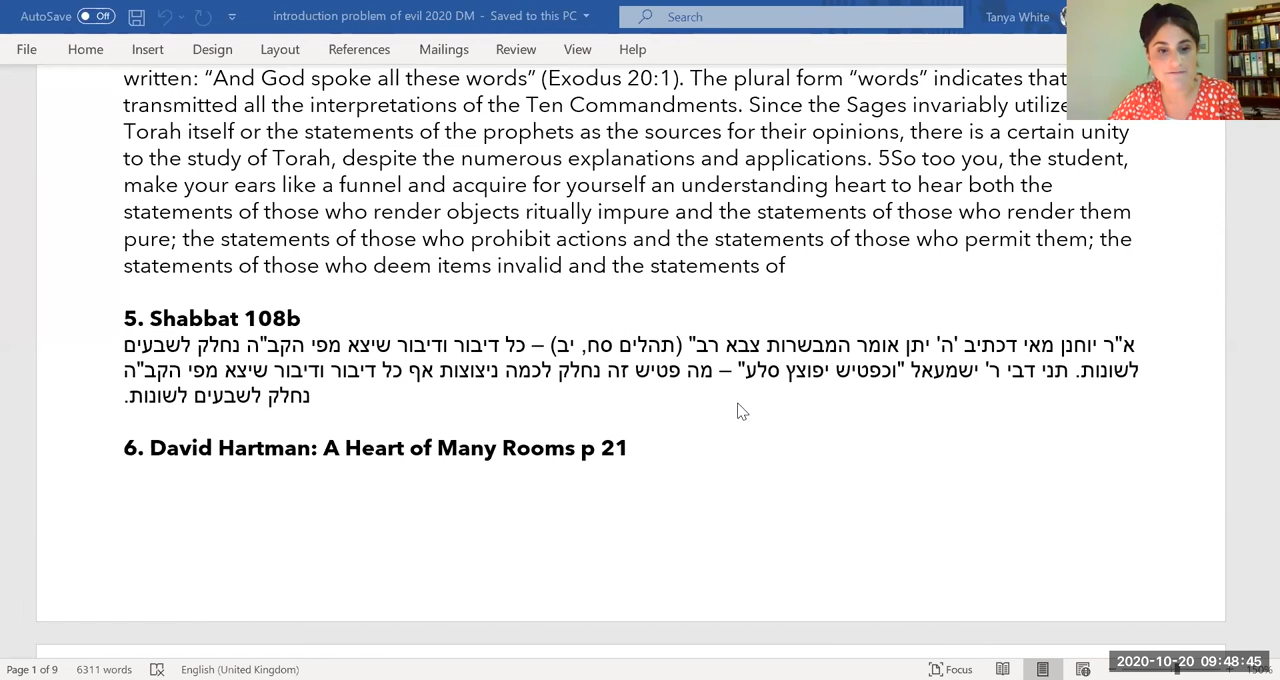 AutoSave Off introduction problem of evil 2020 DM - Saved to this PC Search Tanya White
File Home Insert Design Layout References Mailings Review View Help
written: “And God spoke all these words” (Exodus 20:1). The plural form “words” indicates that
transmitted all the interpretations of the Ten Commandments. Since the Sages invariably utilize
Torah itself or the statements of the prophets as the sources for their opinions, there is a certain unity
to the study of Torah, despite the numerous explanations and applications. 5So too you, the student,
make your ears like a funnel and acquire for yourself an understanding heart to hear both the
statements of those who render objects ritually impure and the statements of those who render them
pure; the statements of those who prohibit actions and the statements of those who permit them; the
statements of those who deem items invalid and the statements of
5. Shabbat 108b
א"ר יוחנן מאי דכתיב 'ה' יתן אומר המבשרות צבא רב" (תהלים סח, יב) – כל דיבור ודיבור שיצא מפי הקב"ה נחלק לשבעים
לשונות. תני דבי ר' ישמעאל "וכפטיש יפוצץ סלע" – מה פטיש זה נחלק לכמה ניצוצות אף כל דיבור ודיבור שיצא מפי הקב"ה
נחלק לשבעים לשונות.
6. David Hartman: A Heart of Many Rooms p 21
Page 1 of 9 6311 words English (United Kingdom) Focus 2020-10-20 09:48:45 150%